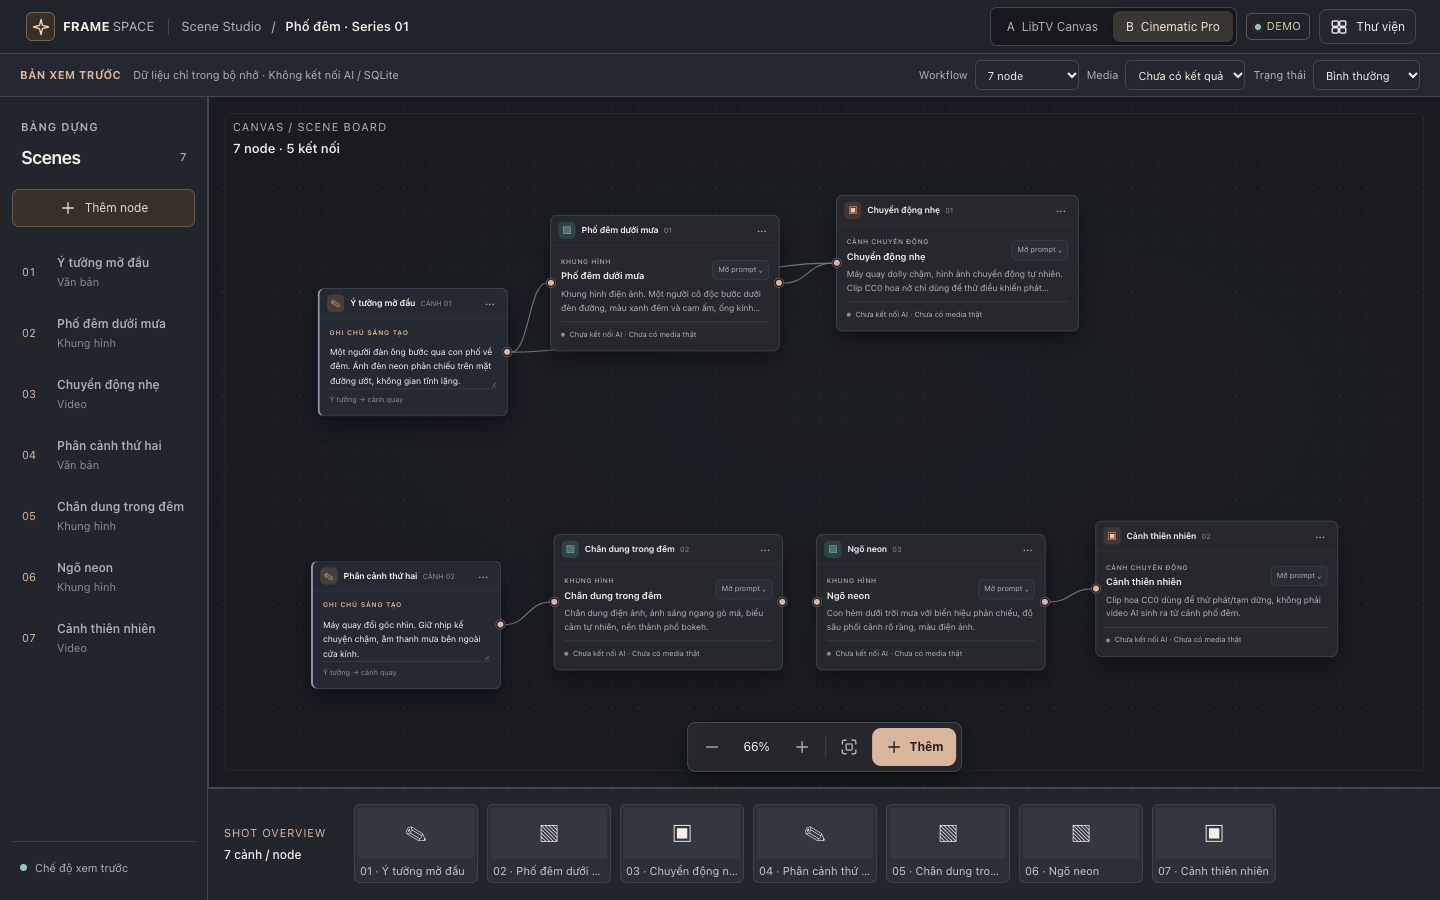 FRAME SPACE
Scene Studio / Phố đêm · Series 01
A LibTV Canvas
B Cinematic Pro
DEMO
Thư viện
BẢN XEM TRƯỚC
Dữ liệu chỉ trong bộ nhớ · Không kết nối AI / SQLite
Workflow
7 node
Media
Chưa có kết quả
Trạng thái
Bình thường
BẢNG DỰNG
Scenes
7
Thêm node
01
Ý tưởng mở đầu
Văn bản
02
Phố đêm dưới mưa
Khung hình
03
Chuyển động nhẹ
Video
04
Phân cảnh thứ hai
Văn bản
05
Chân dung trong đêm
Khung hình
06
Ngõ neon
Khung hình
07
Cảnh thiên nhiên
Video
Chế độ xem trước
CANVAS / SCENE BOARD
7 node · 5 kết nối
Ý tưởng mở đầu CẢNH 01 ...
GHI CHÚ SÁNG TẠO
Một người đàn ông bước qua con phố về
đêm. Ánh đèn neon phản chiếu trên mặt
đường ướt, không gian tĩnh lặng.
Ý tưởng → cảnh quay
Phố đêm dưới mưa 01 ...
KHUNG HÌNH
Phố đêm dưới mưa
Mở prompt
Khung hình điện ảnh. Một người cô độc bước dưới
đèn đường, màu xanh đêm và cam ấm, ống kính...
Chưa kết nối AI · Chưa có media thật
Chuyển động nhẹ 01 ...
CẢNH CHUYỂN ĐỘNG
Chuyển động nhẹ
Mở prompt
Máy quay dolly chậm, hình ảnh chuyển động tự nhiên.
Clip CC0 hoa nở chỉ dùng để thử điều khiển phát...
Chưa kết nối AI · Chưa có media thật
Phân cảnh thứ hai CẢNH 02 ...
GHI CHÚ SÁNG TẠO
Máy quay đổi góc nhìn. Giữ nhịp kể
chuyện chậm, âm thanh mưa bên ngoài
cửa kính.
Ý tưởng → cảnh quay
Chân dung trong đêm 02 ...
KHUNG HÌNH
Chân dung trong đêm
Mở prompt
Chân dung điện ảnh, ánh sáng ngang gò má, biểu
cảm tự nhiên, nền thành phố bokeh.
Chưa kết nối AI · Chưa có media thật
Ngõ neon 03 ...
KHUNG HÌNH
Ngõ neon
Mở prompt
Con hẻm dưới trời mưa với biển hiệu phản chiếu, độ
sâu phối cảnh rõ ràng, màu điện ảnh.
Chưa kết nối AI · Chưa có media thật
Cảnh thiên nhiên 02 ...
CẢNH CHUYỂN ĐỘNG
Cảnh thiên nhiên
Mở prompt
Clip hoa CC0 dùng để thử phát/tạm dừng, không phải
video AI sinh ra từ cảnh phố đêm.
Chưa kết nối AI · Chưa có media thật
66%
Thêm
SHOT OVERVIEW
7 cảnh / node
01 · Ý tưởng mở đầu
02 · Phố đêm dưới ...
03 · Chuyển động n...
04 · Phân cảnh thứ ...
05 · Chân dung tro...
06 · Ngõ neon
07 · Cảnh thiên nhiên